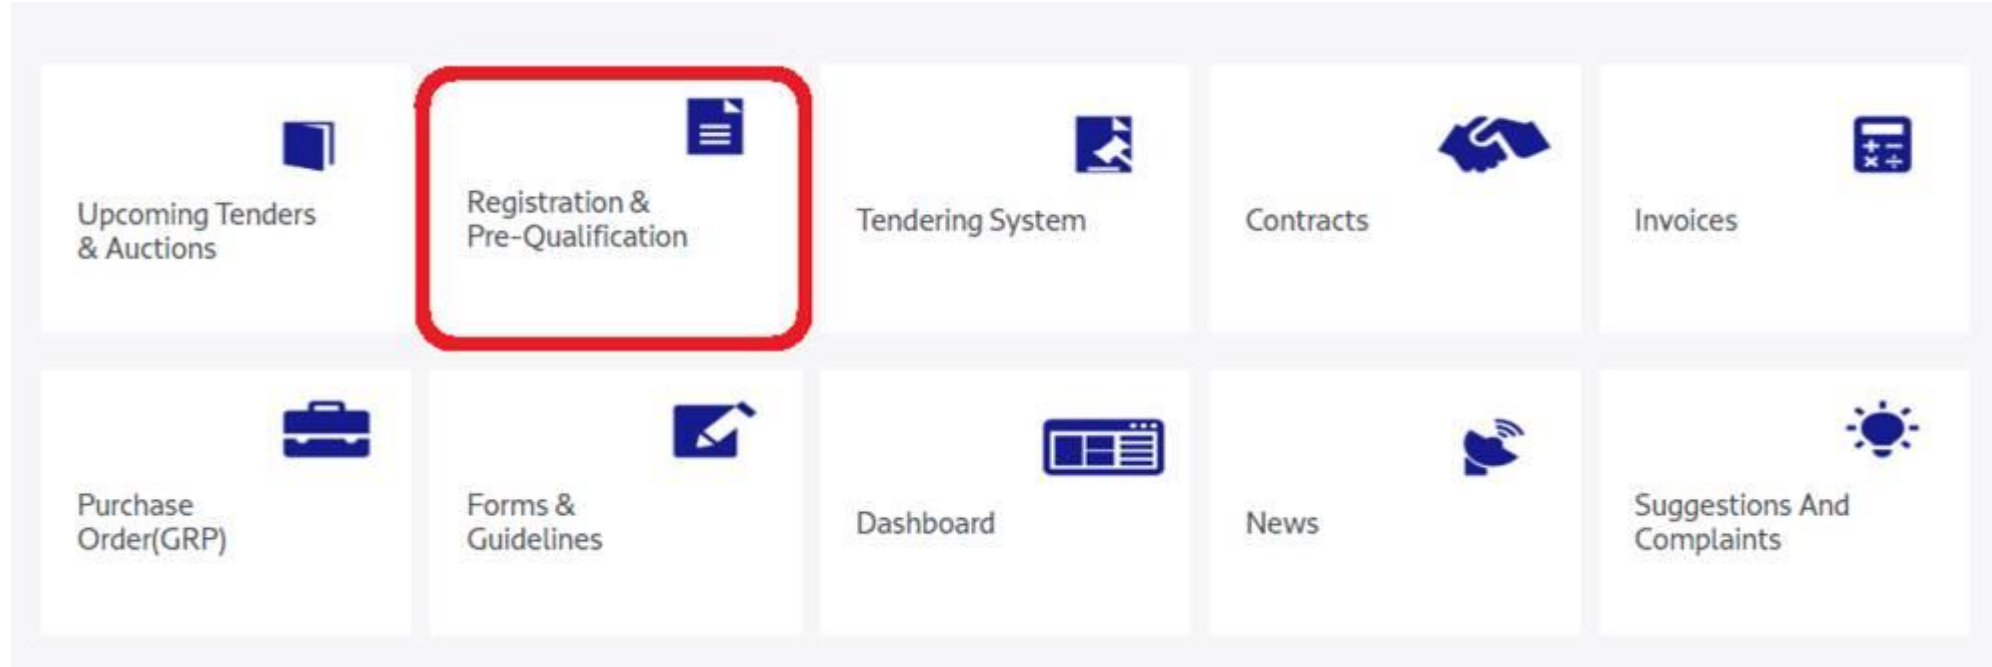 Upcoming Tenders
& Auctions
Registration &
Pre-Qualification
Tendering System
Contracts
Invoices
Purchase
Order(GRP)
Forms &
Guidelines
Dashboard
News
Suggestions And
Complaints